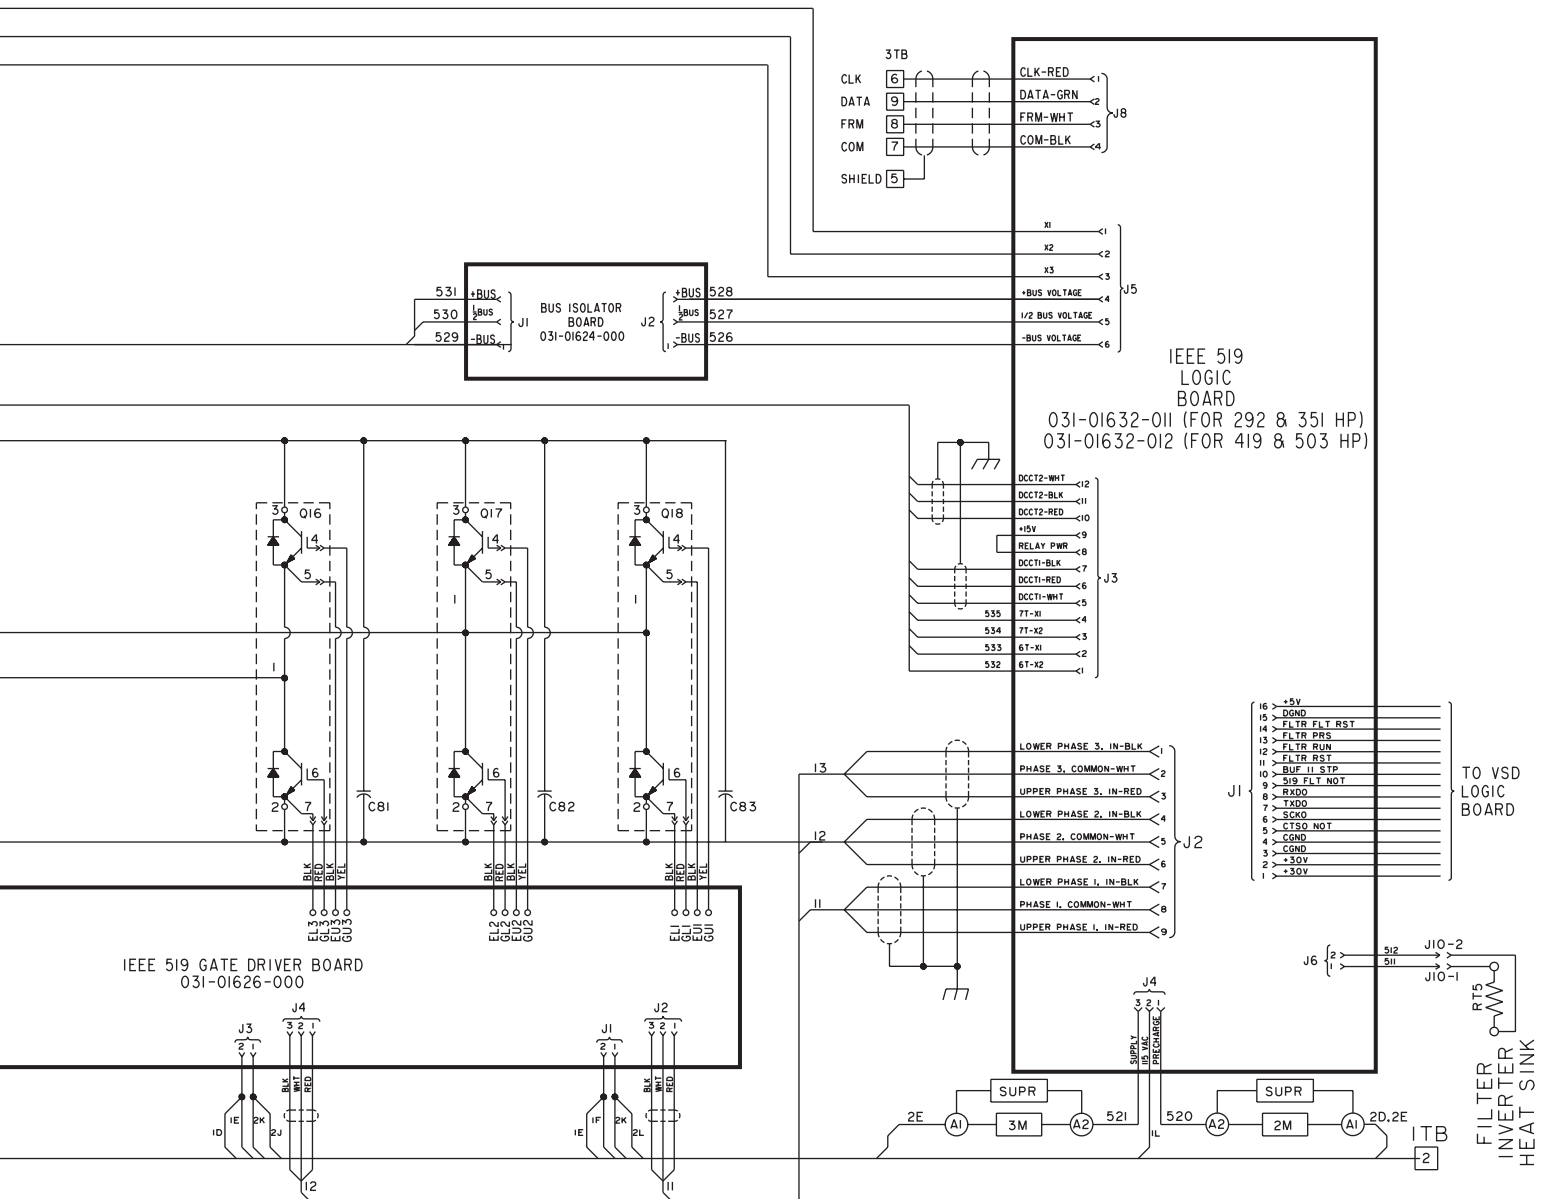 3TB
CLK 6 CLK-RED 1
DATA 9 DATA-GRN 2
FRM 8 FRM-WHT 3
COM 7 COM-BLK 4
J8
SHIELD 5
X1 1
X2 2
X3 3
+BUS VOLTAGE 4
1/2 BUS VOLTAGE 5
-BUS VOLTAGE 6
J5
531 +BUS
530 1/2 BUS
529 -BUS 1
J1
BUS ISOLATOR
BOARD
031-01624-000
J2
+BUS 528
1/2 BUS 527
1 -BUS 526
IEEE 519
LOGIC
BOARD
031-01632-011 (FOR 292 & 351 HP)
031-01632-012 (FOR 419 & 503 HP)
DCCT2-WHT 12
DCCT2-BLK 11
DCCT2-RED 10
+15V 9
RELAY PWR 8
DCCT1-BLK 7
DCCT1-RED 6
DCCT1-WHT 5
535 7T-X1 4
534 7T-X2 3
533 6T-X1 2
532 6T-X2 1
J3
3 Q16 3 Q17 3 Q18
4 4 4
5 5 5
1 1
1
6 6 6
2 7 C81 2 7 C82 2 7 C83
BLK RED BLK YEL BLK RED BLK YEL BLK RED BLK YEL
EL3 GL3 EU3 GU3 EL2 GL2 EU2 GU2 EL1 GL1 EU1 GU1
13
LOWER PHASE 3, IN-BLK 1
PHASE 3, COMMON-WHT 2
UPPER PHASE 3, IN-RED 3
12
LOWER PHASE 2, IN-BLK 4
PHASE 2, COMMON-WHT 5
UPPER PHASE 2, IN-RED 6
11
LOWER PHASE 1, IN-BLK 7
PHASE 1, COMMON-WHT 8
UPPER PHASE 1, IN-RED 9
J2
J1
16 +5V
15 DGND
14 FLTR FLT RST
13 FLTR PRS
12 FLTR RUN
11 FLTR RST
10 BUF 11 STP
9 519 FLT NOT
8 RXDO
7 TXDO
6 SCKO
5 CTSO NOT
4 CGND
3 CGND
2 +30V
1 +30V
TO VSD
LOGIC
BOARD
J6 2 512 J10-2
1 511 J10-1
RT5
FILTER
INVERTER
HEAT SINK
IEEE 519 GATE DRIVER BOARD
031-01626-000
J3
2 1
J4
3 2 1
J1
2 1
J2
3 2 1
BLK WHT RED BLK WHT RED
1D 1E 2K 2J 1E 1F 2K 2L
12 11
J4
3 2 1
SUPPLY
115 VAC
PRECHARGE
SUPR SUPR
2E A1 3M A2 521 1L 520 A2 2M A1 2D,2E
1TB
2